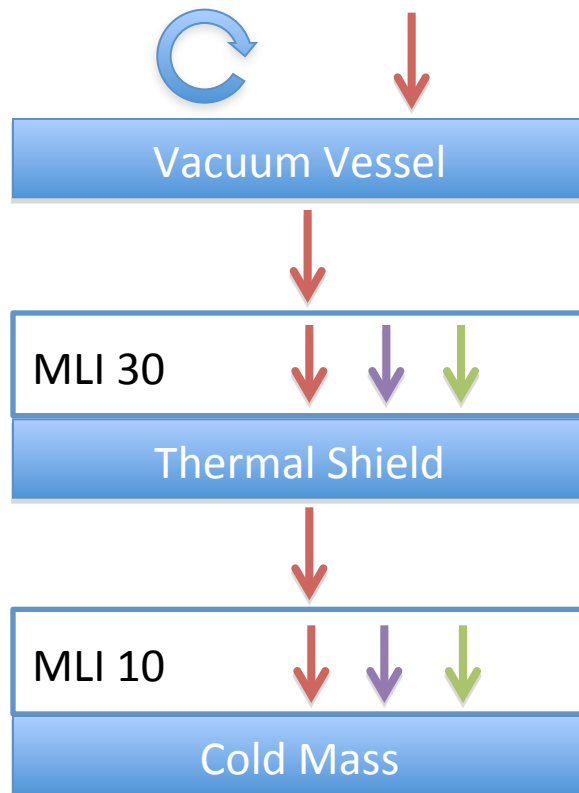 Vacuum Vessel
MLI 30
Thermal Shield
MLI 10
Cold Mass